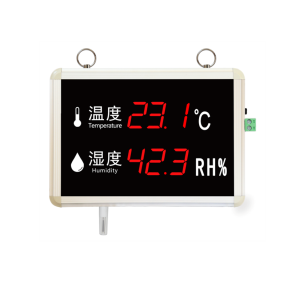 温度 23.1 ℃
Temperature
湿度 42.3 RH%
Humidity